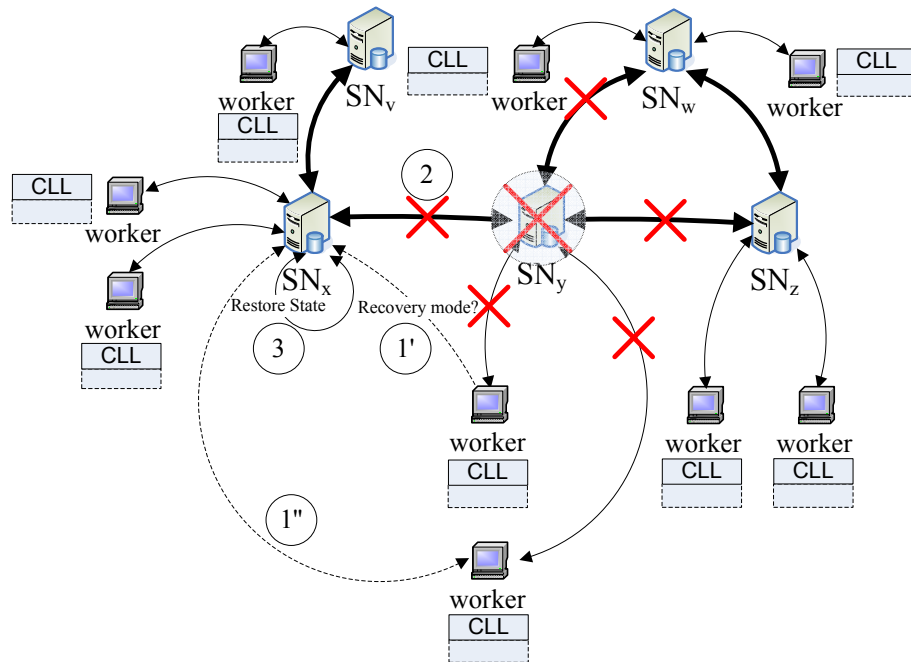 worker
CLL
SNv
CLL
worker
SNw
worker
CLL
CLL
worker
2
worker
CLL
SNx
SNy
SNz
Restore State
Recovery mode?
3
1'
worker
CLL
worker
CLL
worker
CLL
1"
worker
CLL